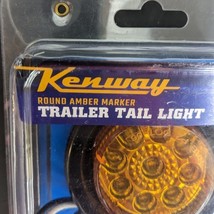 Kenway
ROUND AMBER MARKER
TRAILER TAIL LIGHT